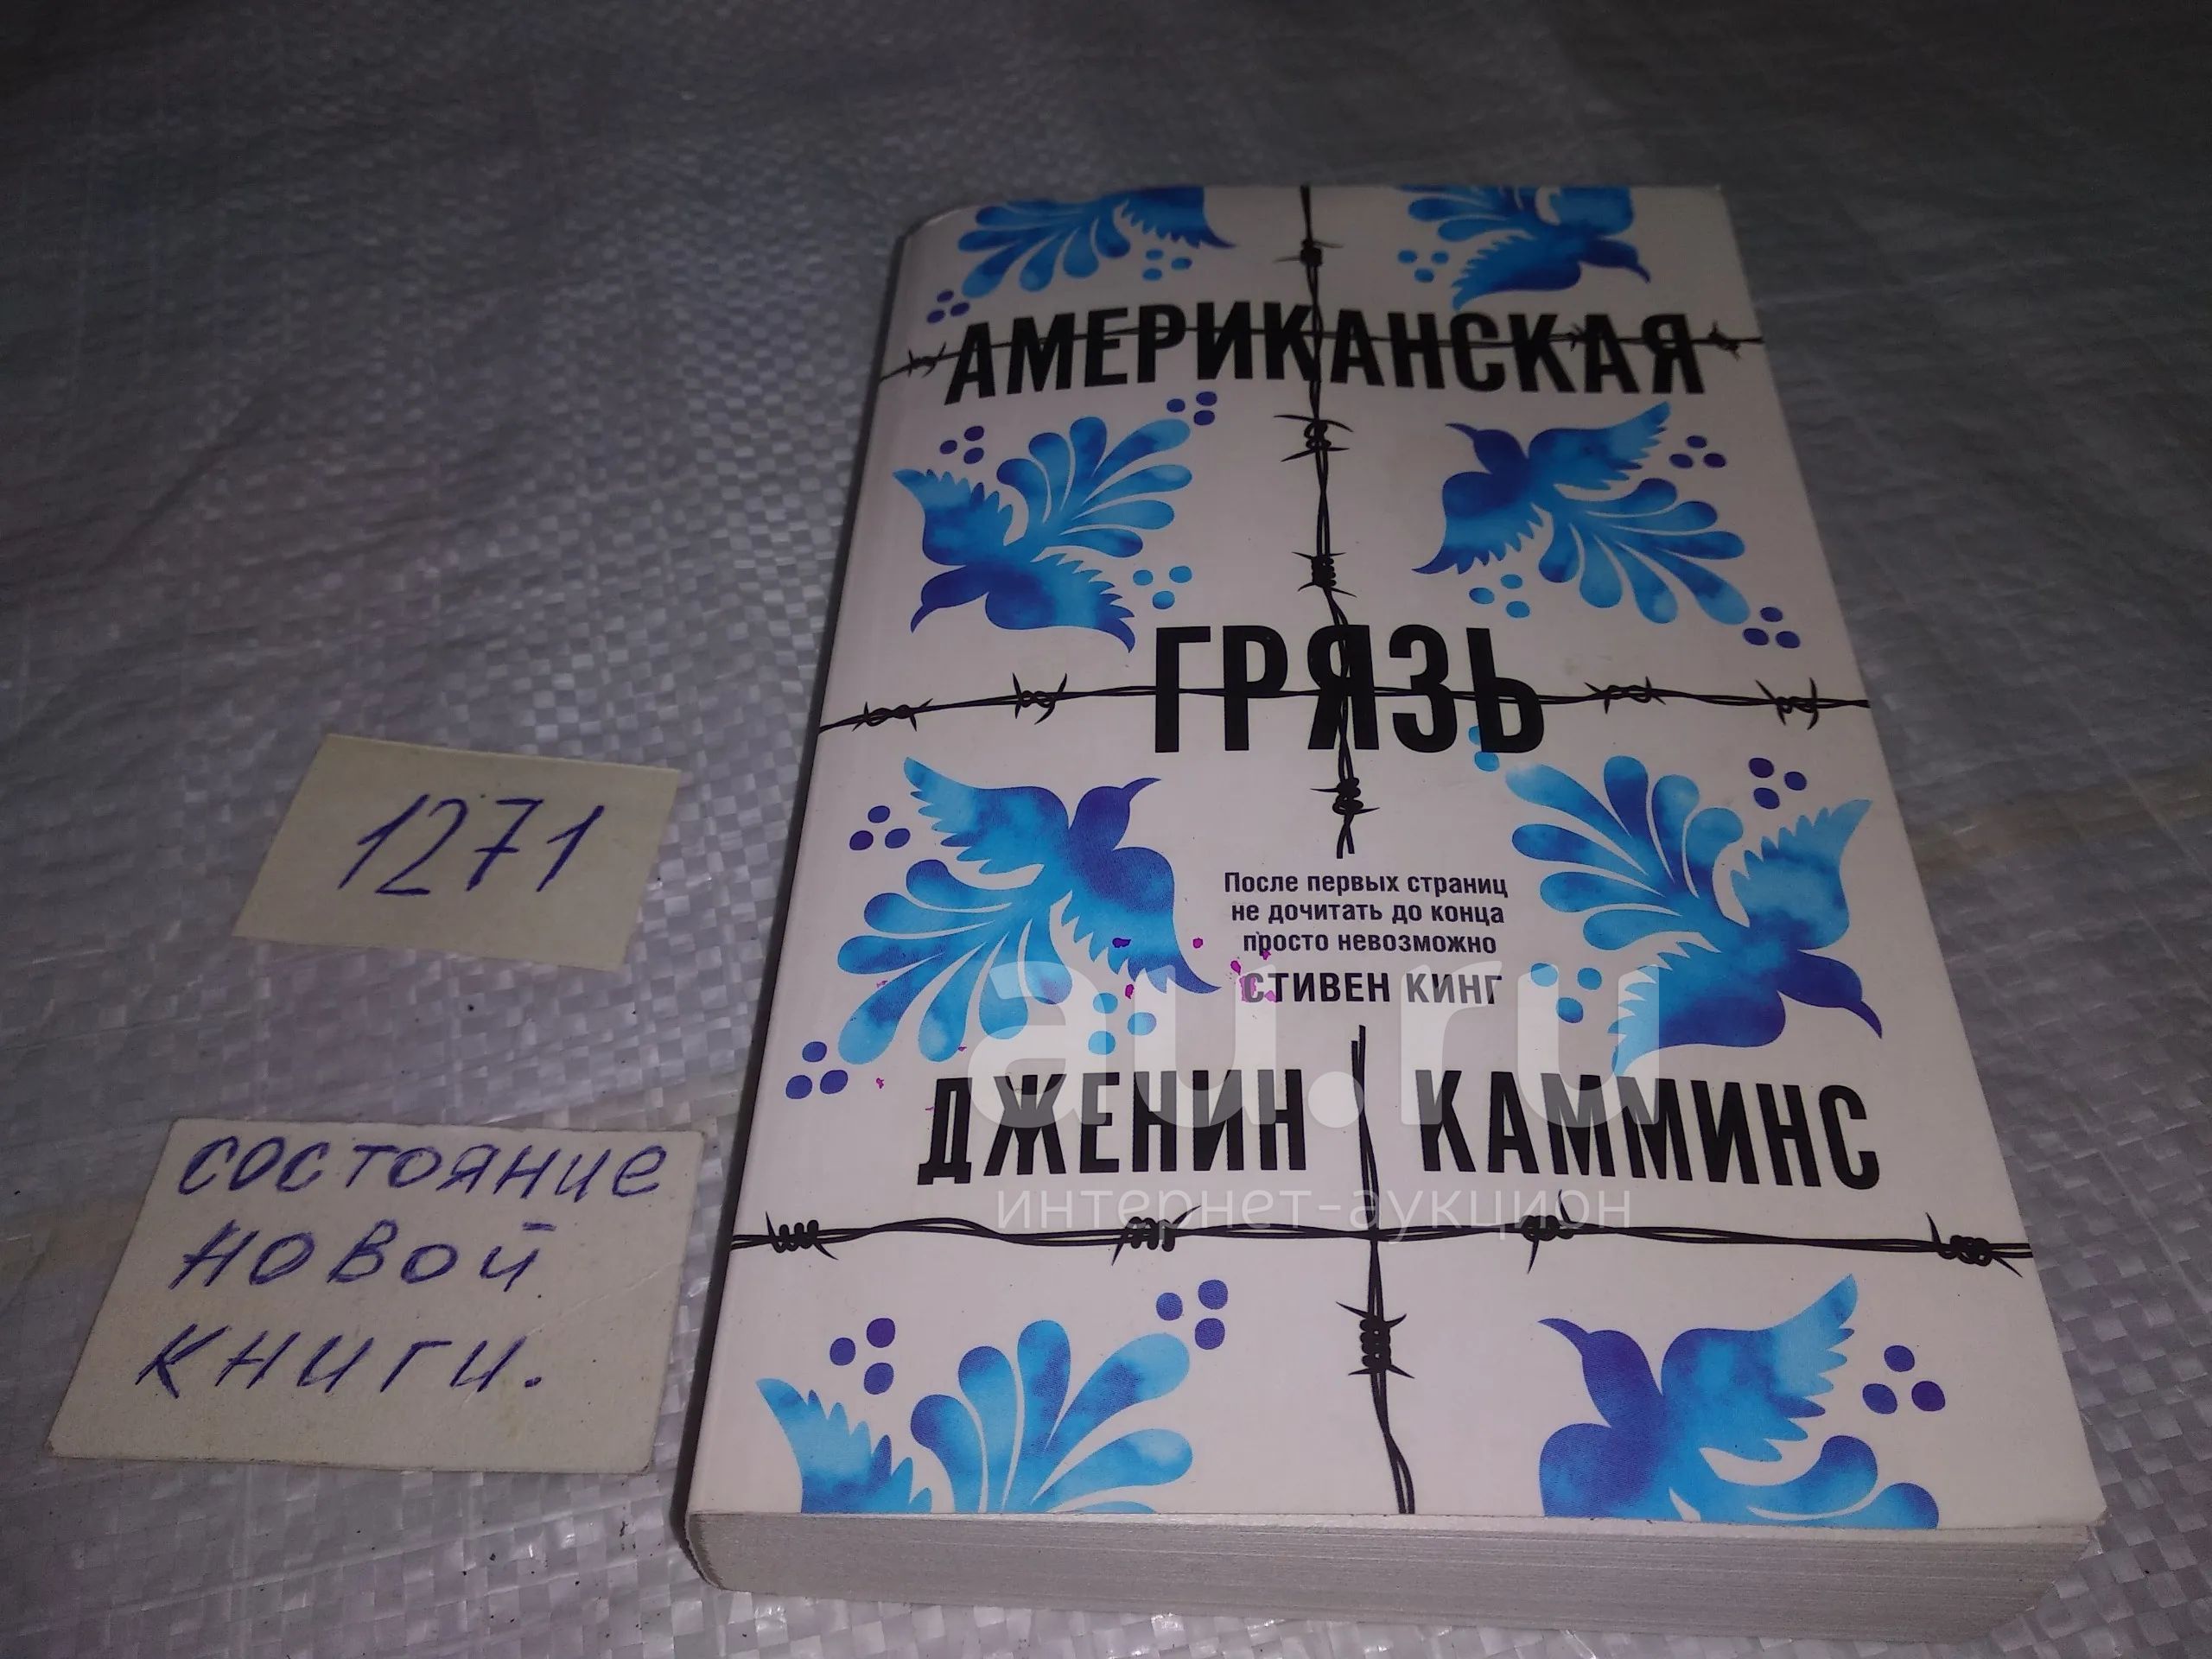 АМЕРИКАНСКАЯ
ГРЯЗЬ
После первых страниц
не дочитать до конца
просто невозможно
СТИВЕН КИНГ
ДЖЕНИН КАММИНС
1271
состояние
новой
книги.
au.ru
интернет-аукцион